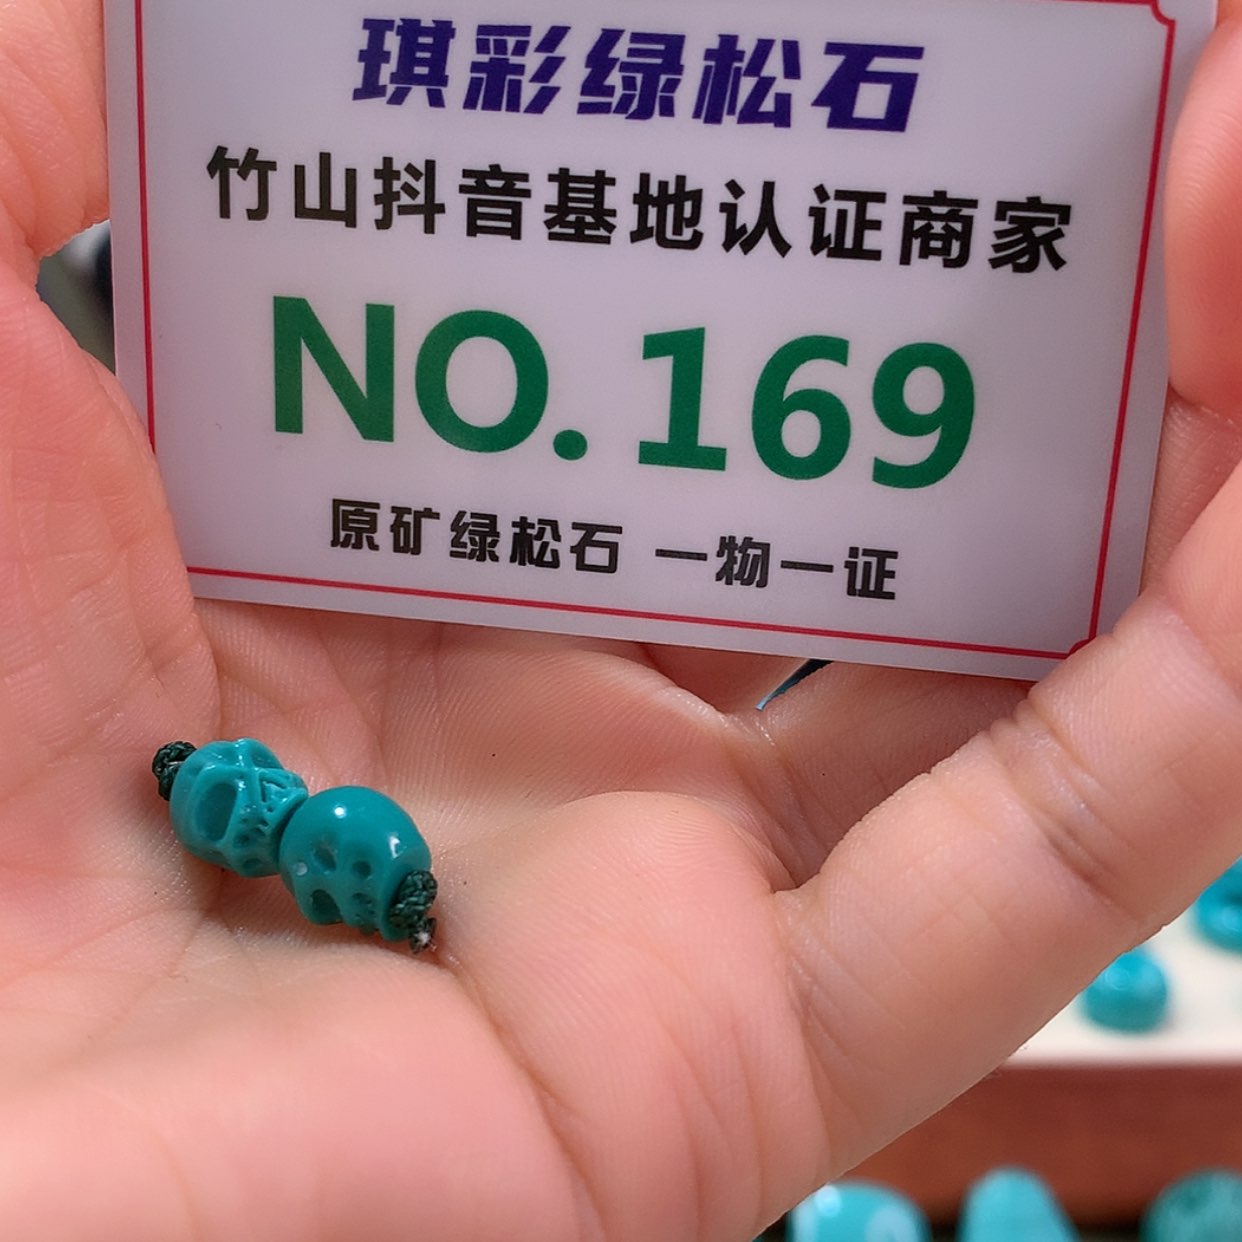 琪彩绿松石
竹山抖音基地认证商家
NO.169
原矿绿松石 一物一证